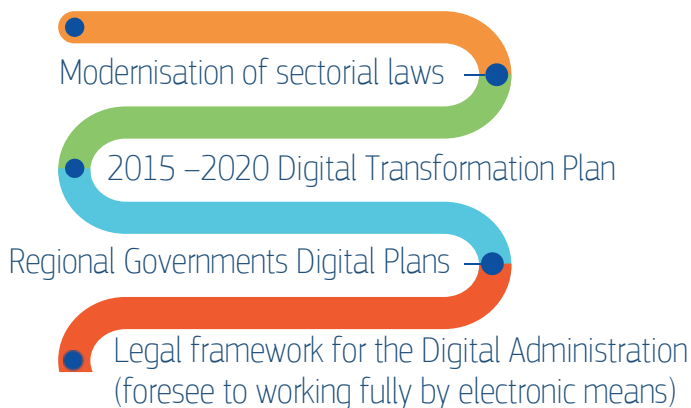 Modernisation of sectorial laws
2015 –2020 Digital Transformation Plan
Regional Governments Digital Plans
Legal framework for the Digital Administration
(foresee to working fully by electronic means)